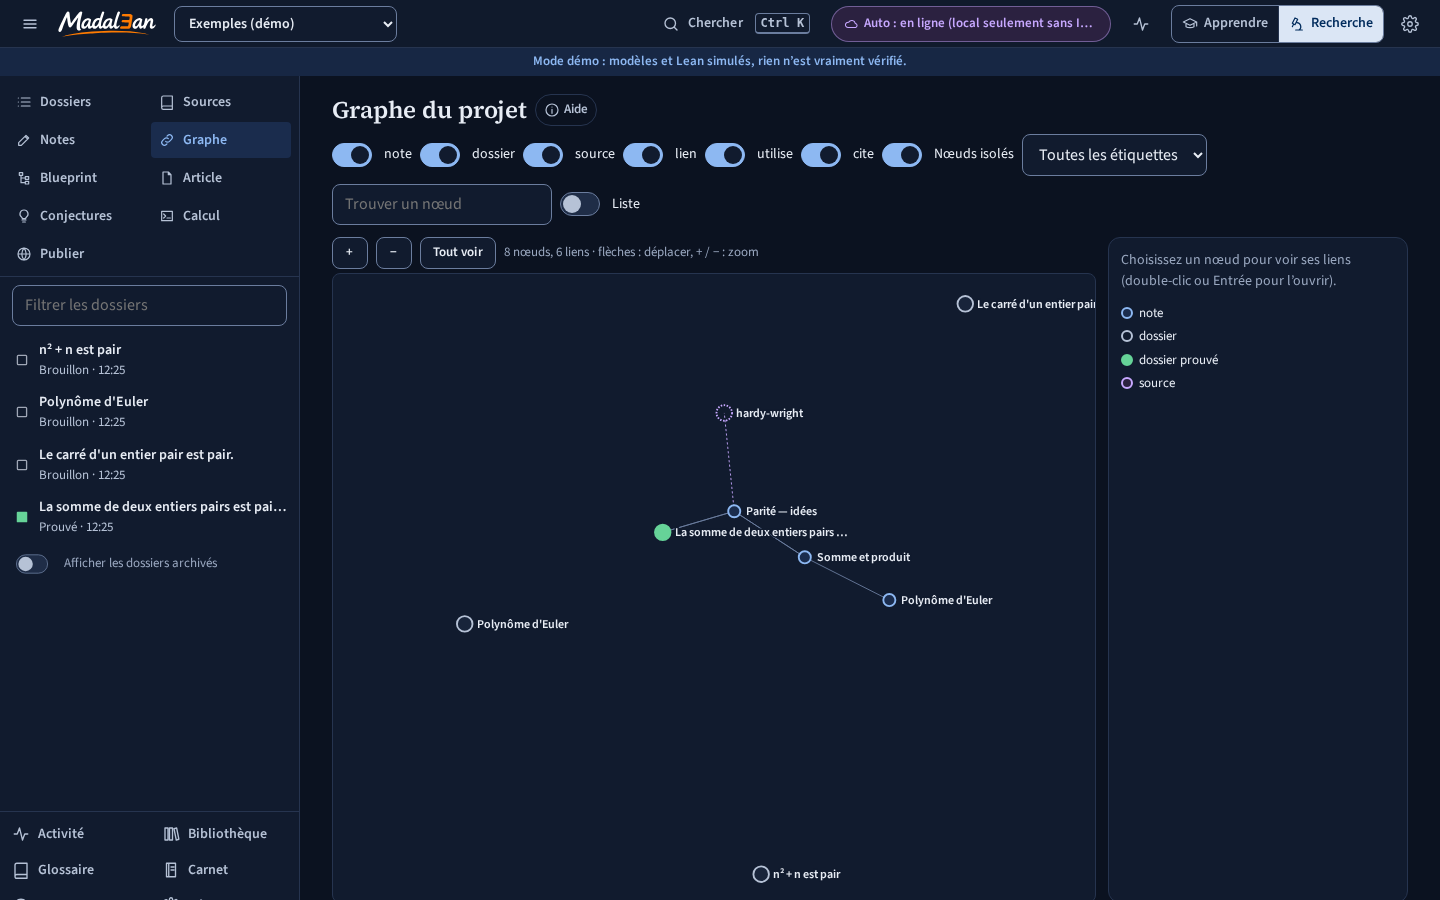 Madal3an
Exemples (démo)
Chercher
Ctrl K
Auto : en ligne (local seulement sans I…
Apprendre
Recherche
Mode démo : modèles et Lean simulés, rien n’est vraiment vérifié.
Dossiers
Sources
Notes
Graphe
Blueprint
Article
Conjectures
Calcul
Publier
Filtrer les dossiers
n² + n est pair
Brouillon · 12:25
Polynôme d'Euler
Brouillon · 12:25
Le carré d'un entier pair est pair.
Brouillon · 12:25
La somme de deux entiers pairs est pai…
Prouvé · 12:25
Afficher les dossiers archivés
Activité
Bibliothèque
Glossaire
Carnet
Graphe du projet
Aide
note
dossier
source
lien
utilise
cite
Nœuds isolés
Toutes les étiquettes
Trouver un nœud
Liste
+
−
Tout voir
8 nœuds, 6 liens · flèches : déplacer, + / − : zoom
Le carré d'un entier pair
hardy-wright
Parité — idées
La somme de deux entiers pairs …
Somme et produit
Polynôme d'Euler
Polynôme d'Euler
n² + n est pair
Choisissez un nœud pour voir ses liens
(double-clic ou Entrée pour l’ouvrir).
note
dossier
dossier prouvé
source